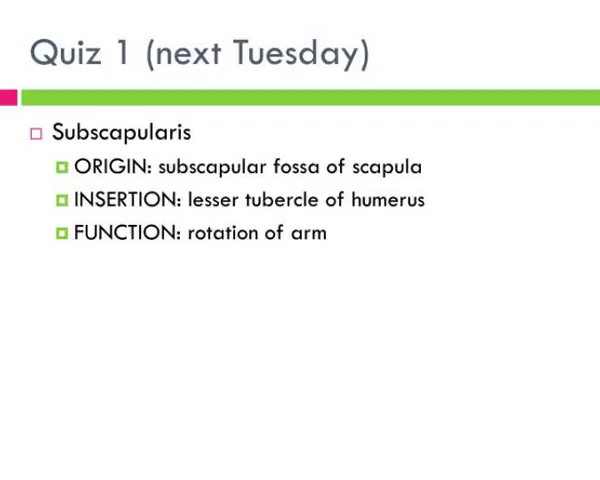 Quiz 1 (next Tuesday)
Subscapularis
ORIGIN: subscapular fossa of scapula
INSERTION: lesser tubercle of humerus
FUNCTION: rotation of arm